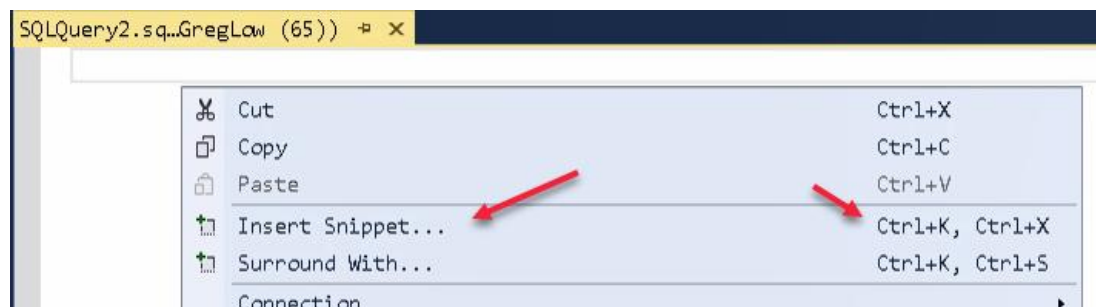 SQLQuery2.sq...GregLow (65))
Cut Ctrl+X
Copy Ctrl+C
Paste Ctrl+V
Insert Snippet... Ctrl+K, Ctrl+X
Surround With... Ctrl+K, Ctrl+S
Connection